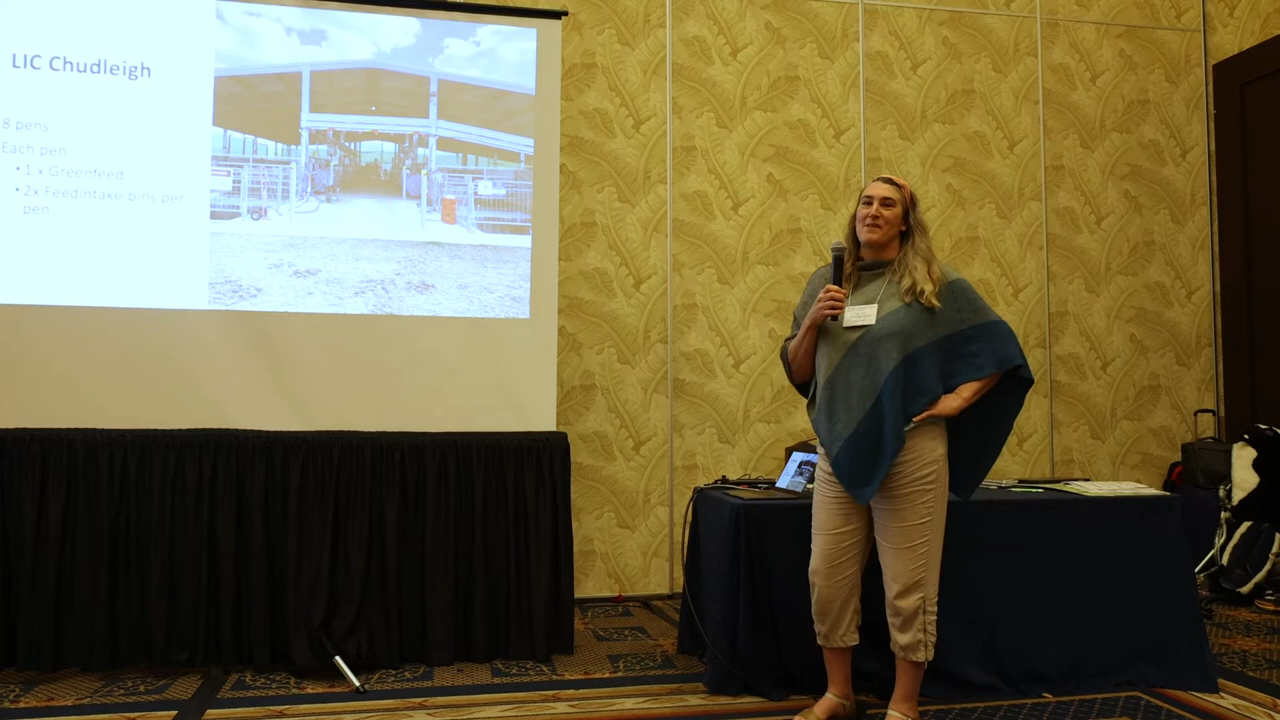 LIC Chudleigh
8 pens
Each pen
• 1 x Greenfeed
• 2x Feedintake bins per
pen